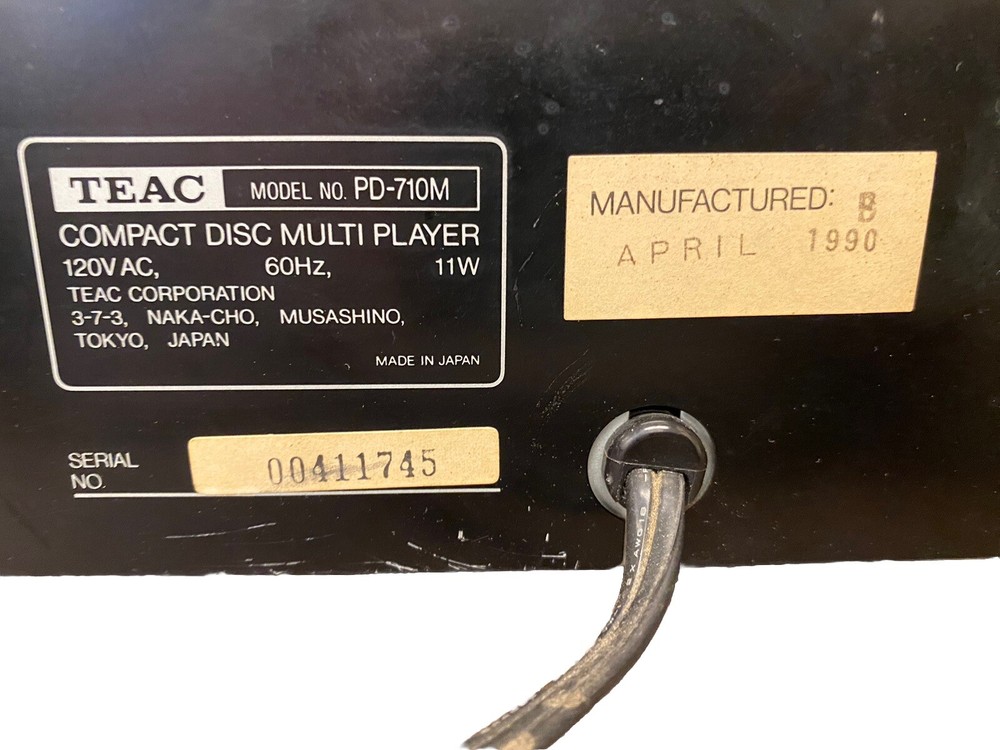 TEAC MODEL NO. PD-710M
COMPACT DISC MULTI PLAYER
120V AC, 60Hz, 11W
TEAC CORPORATION
3-7-3, NAKA-CHO, MUSASHINO,
TOKYO, JAPAN
MADE IN JAPAN
SERIAL
NO.
00411745
MANUFACTURED: B
APRIL 1990
X AWG18